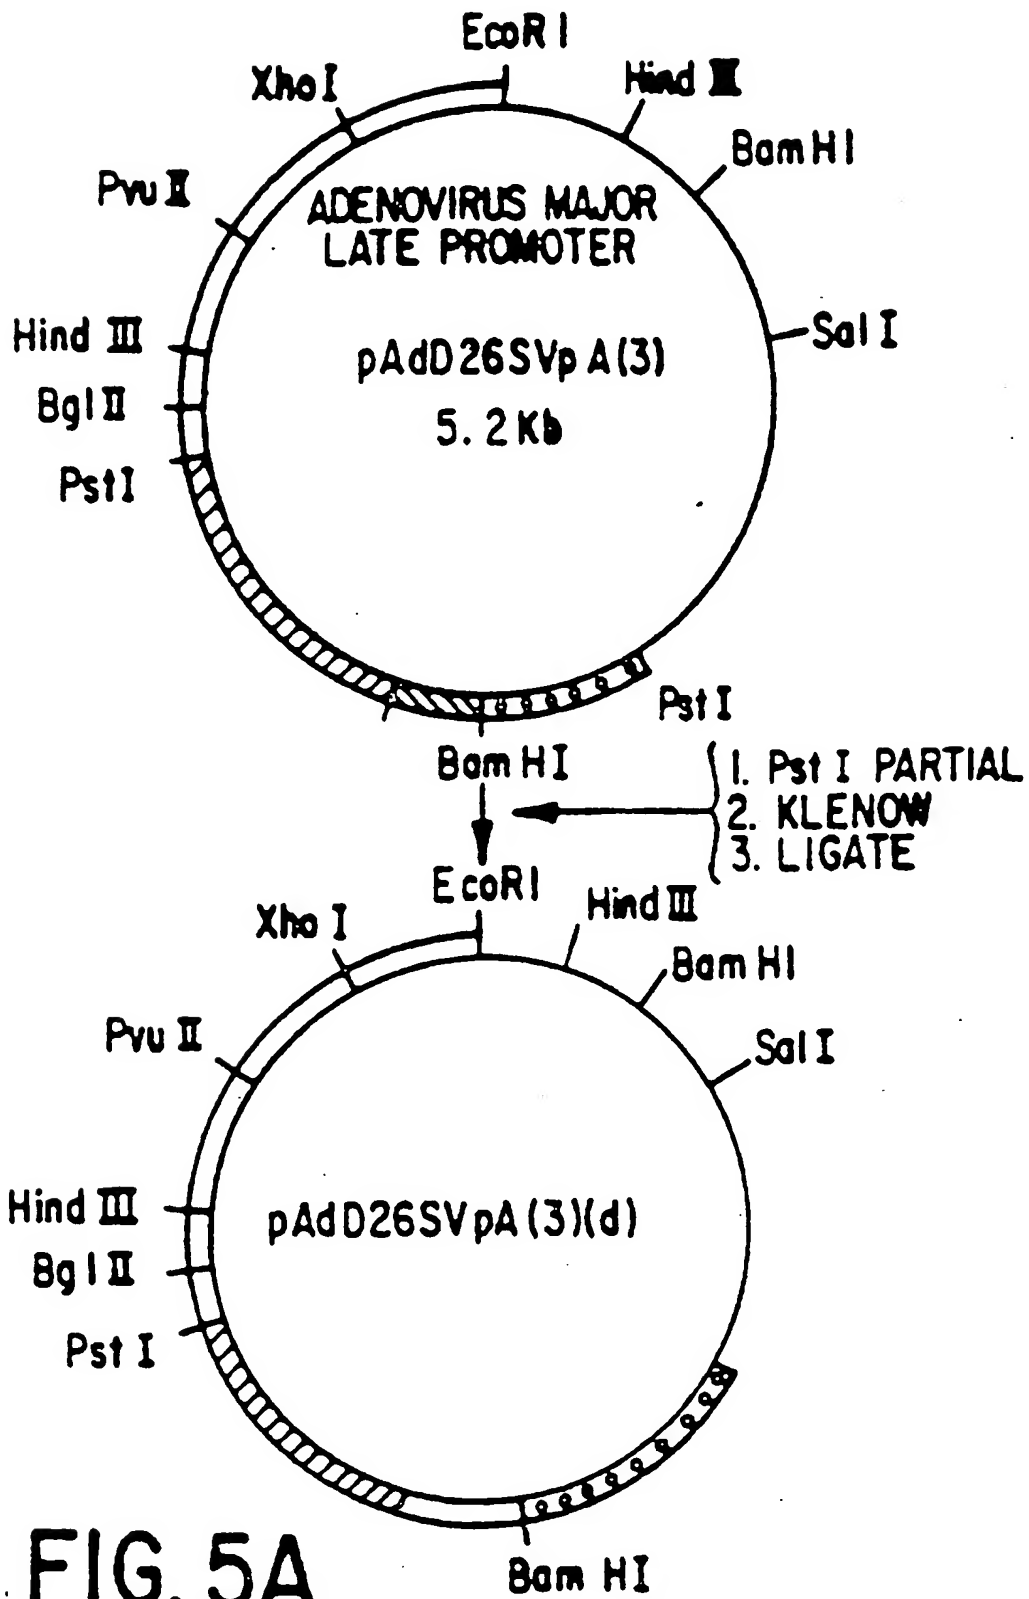 EcoR I
Xho I
Hind III
Bam HI
Pvu II
ADENOVIRUS MAJOR
LATE PROMOTER
Hind III
Sal I
pAdD26SVpA(3)
Bgl II
5.2Kb
Pst I
Pst I
Bam HI
1. Pst I PARTIAL
2. KLENOW
3. LIGATE
EcoRI
Hind III
Xho I
Bam HI
Pvu II
Sal I
Hind III
pAdD26SVpA(3)(d)
Bgl II
Pst I
FIG. 5A
Bam HI